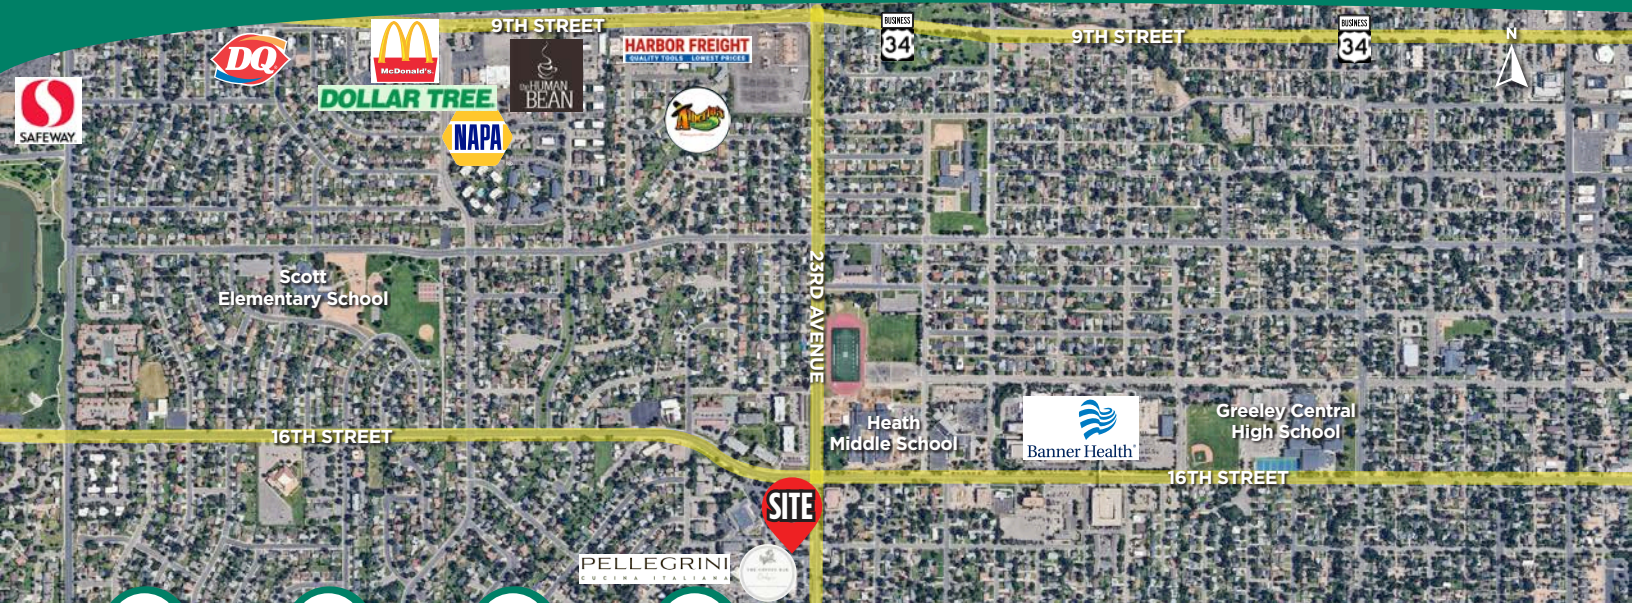 9TH STREET
BUSINESS
34
9TH STREET
BUSINESS
34
N
DQ
McDonald's
the HUMAN
BEAN
HARBOR FREIGHT
QUALITY TOOLS LOWEST PRICES
SAFEWAY
DOLLAR TREE
NAPA
Alberto's
Scott
Elementary School
23RD AVENUE
Heath
Middle School
Banner Health
Greeley Central
High School
16TH STREET
16TH STREET
SITE
PELLEGRINI
CUCINA ITALIANA